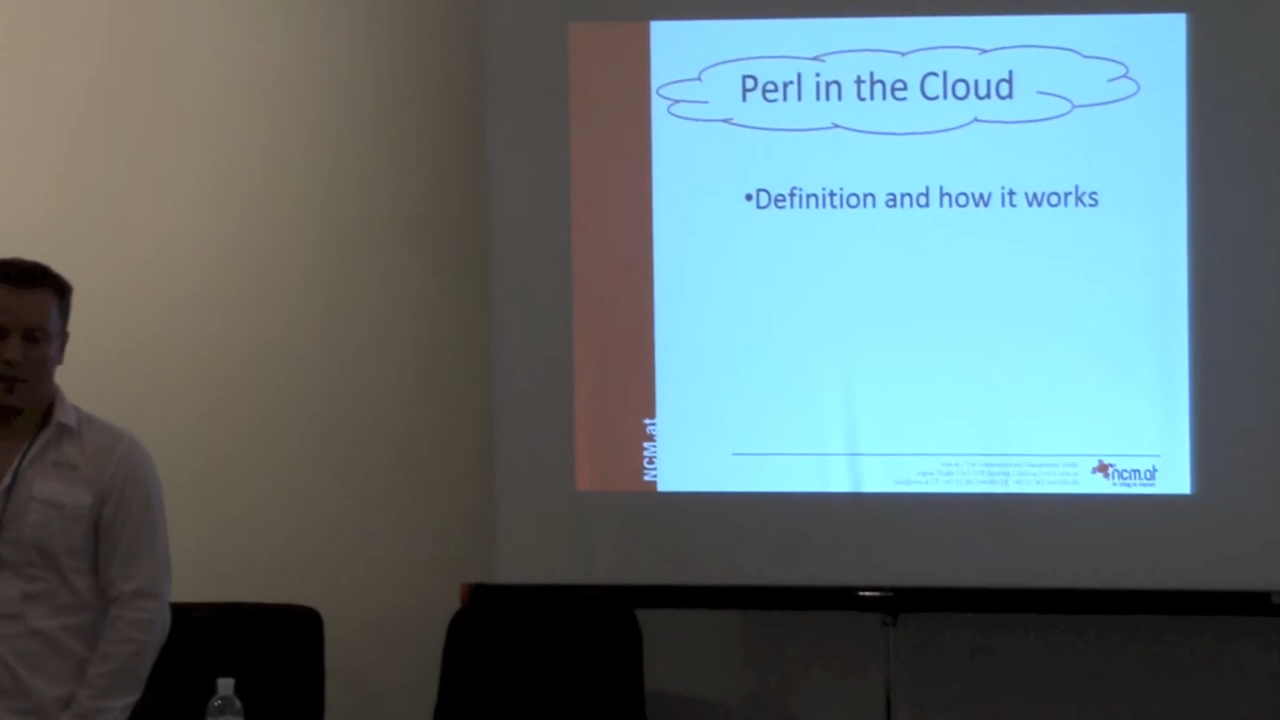 Perl in the Cloud
•Definition and how it works
NCM.at
ncm.at